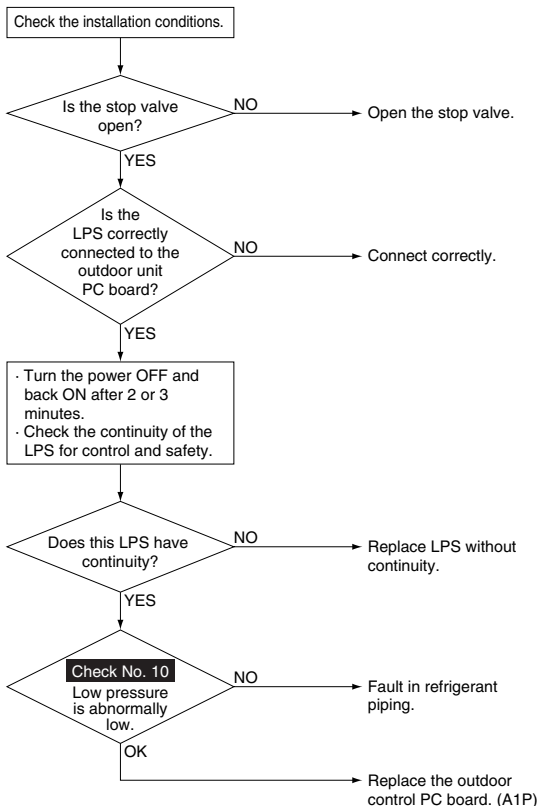 Check the installation conditions.
Is the stop valve
open?
NO
Open the stop valve.
YES
Is the
LPS correctly
connected to the
outdoor unit
PC board?
NO
Connect correctly.
YES
· Turn the power OFF and
back ON after 2 or 3
minutes.
· Check the continuity of the
LPS for control and safety.
Does this LPS have
continuity?
NO
Replace LPS without
continuity.
YES
Check No. 10
Low pressure
is abnormally
low.
NO
Fault in refrigerant
piping.
OK
Replace the outdoor
control PC board. (A1P)